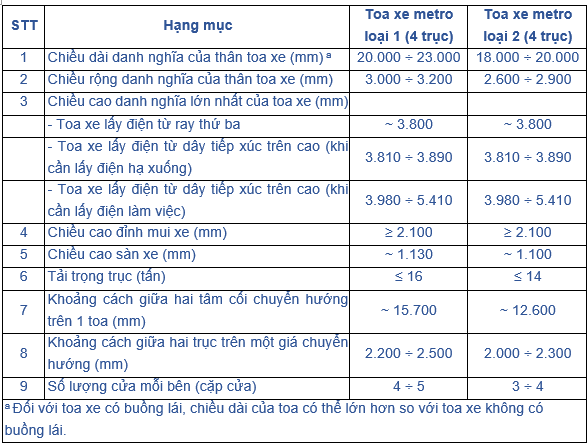 STT Hạng mục Toa xe metro loại 1 (4 trục) Toa xe metro loại 2 (4 trục)
1 Chiều dài danh nghĩa của thân toa xe (mm) ª 20.000 ÷ 23.000 18.000 ÷ 20.000
2 Chiều rộng danh nghĩa của thân toa xe (mm) 3.000 ÷ 3.200 2.600 ÷ 2.900
3 Chiều cao danh nghĩa lớn nhất của toa xe (mm)
- Toa xe lấy điện từ ray thứ ba ~ 3.800 ~ 3.800
- Toa xe lấy điện từ dây tiếp xúc trên cao (khi
cần lấy điện hạ xuống) 3.810 ÷ 3.890 3.810 ÷ 3.890
- Toa xe lấy điện từ dây tiếp xúc trên cao (khi
cần lấy điện làm việc) 3.980 ÷ 5.410 3.980 ÷ 5.410
4 Chiều cao đỉnh mui xe (mm) ≥ 2.100 ≥ 2.100
5 Chiều cao sàn xe (mm) ~ 1.130 ~ 1.100
6 Tải trọng trục (tấn) ≤ 16 ≤ 14
7 Khoảng cách giữa hai tâm cối chuyển hướng
trên 1 toa (mm) ~ 15.700 ~ 12.600
8 Khoảng cách giữa hai trục trên một giá chuyển
hướng (mm) 2.200 ÷ 2.500 2.000 ÷ 2.300
9 Số lượng cửa mỗi bên (cặp cửa) 4 ÷ 5 3 ÷ 4
ª Đối với toa xe có buồng lái, chiều dài của toa có thể lớn hơn so với toa xe không có
buồng lái.